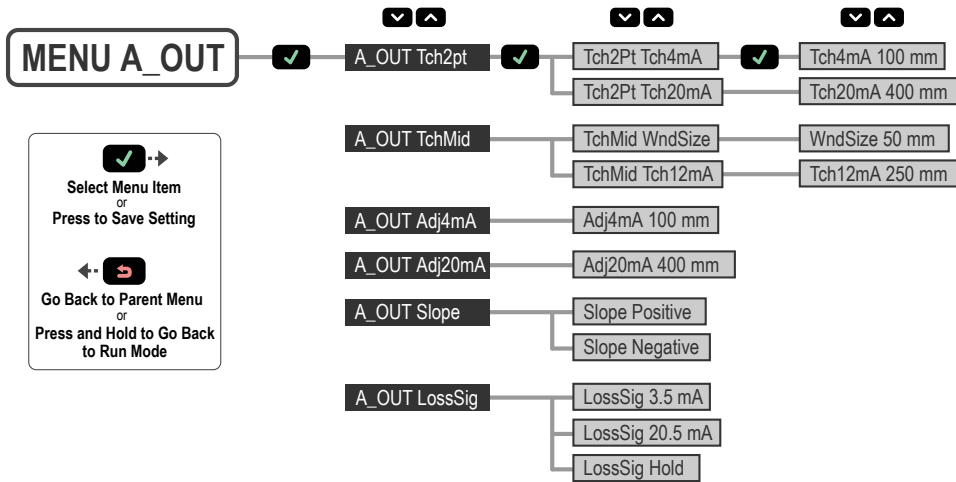 MENU A_OUT
A_OUT Tch2pt
Tch2Pt Tch4mA
Tch4mA 100 mm
Tch2Pt Tch20mA
Tch20mA 400 mm
A_OUT TchMid
TchMid WndSize
WndSize 50 mm
TchMid Tch12mA
Tch12mA 250 mm
A_OUT Adj4mA
Adj4mA 100 mm
A_OUT Adj20mA
Adj20mA 400 mm
A_OUT Slope
Slope Positive
Slope Negative
A_OUT LossSig
LossSig 3.5 mA
LossSig 20.5 mA
LossSig Hold
Select Menu Item
or
Press to Save Setting
Go Back to Parent Menu
or
Press and Hold to Go Back
to Run Mode